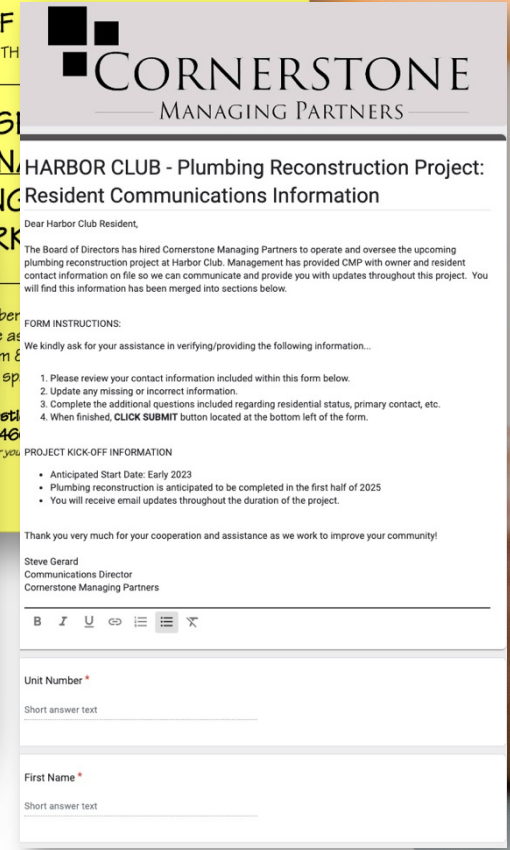 CORNERSTONE
MANAGING PARTNERS
HARBOR CLUB - Plumbing Reconstruction Project:
Resident Communications Information
Dear Harbor Club Resident,
The Board of Directors has hired Cornerstone Managing Partners to operate and oversee the upcoming
plumbing reconstruction project at Harbor Club. Management has provided CMP with owner and resident
contact information on file so we can communicate and provide you with updates throughout this project. You
will find this information has been merged into sections below.
FORM INSTRUCTIONS:
We kindly ask for your assistance in verifying/providing the following information...
1. Please review your contact information included within this form below.
2. Update any missing or incorrect information.
3. Complete the additional questions included regarding residential status, primary contact, etc.
4. When finished, CLICK SUBMIT button located at the bottom left of the form.
PROJECT KICK-OFF INFORMATION
• Anticipated Start Date: Early 2023
• Plumbing reconstruction is anticipated to be completed in the first half of 2025
• You will receive email updates throughout the duration of the project.
Thank you very much for your cooperation and assistance as we work to improve your community!
Steve Gerard
Communications Director
Cornerstone Managing Partners
B I U
Unit Number *
Short answer text
First Name *
Short answer text